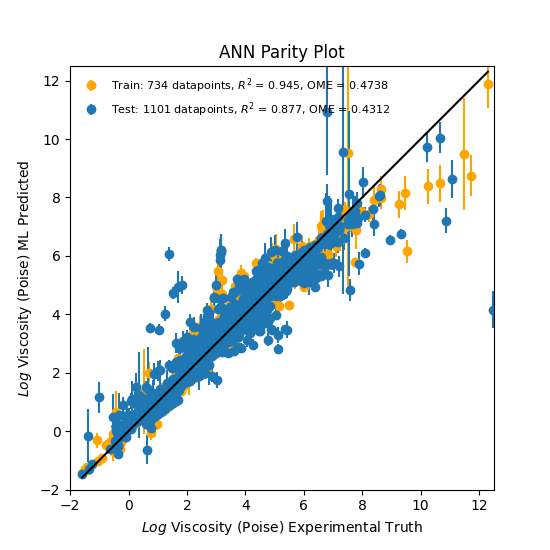 ANN Parity Plot
Train: 734 datapoints, R² = 0.945, OME = 0.4738
Test: 1101 datapoints, R² = 0.877, OME = 0.4312
Log Viscosity (Poise) ML Predicted
12
10
8
6
4
2
0
−2
−2 0 2 4 6 8 10 12
Log Viscosity (Poise) Experimental Truth